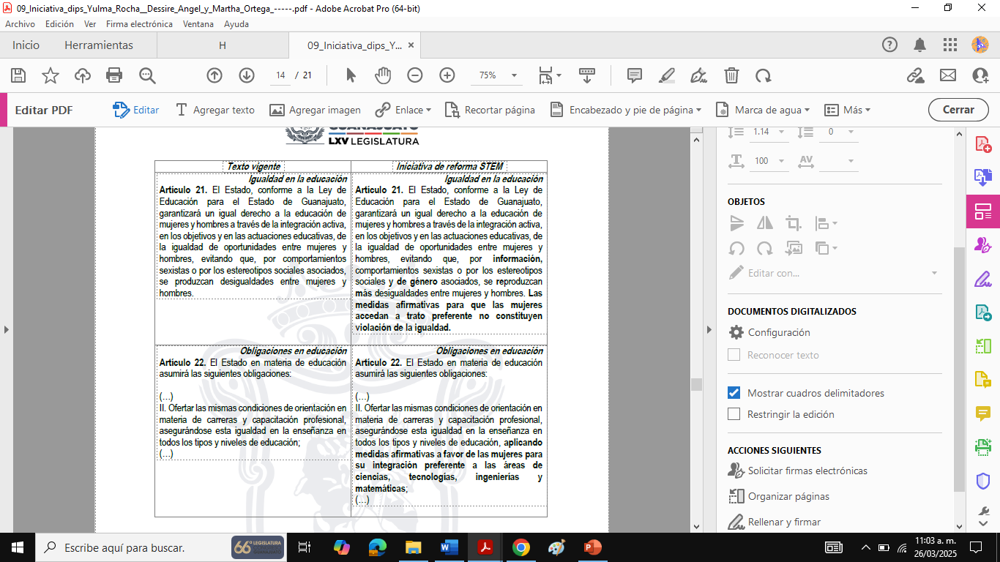 09_Iniciativa_dips_Yulma_Rocha__Dessire_Angel_y_Martha_Ortega_-----.pdf - Adobe Acrobat Pro (64-bit)
Archivo Edición Ver Firma electrónica Ventana Ayuda
Inicio Herramientas H 09_Iniciativa_dips_Y... ×
14 / 21 75%
Editar PDF Editar Agregar texto Agregar imagen Enlace Recortar página Encabezado y pie de página Marca de agua Más Cerrar
GUANAJUATO
LXV LEGISLATURA
Texto vigente
Igualdad en la educación
Artículo 21. El Estado, conforme a la Ley de
Educación para el Estado de Guanajuato,
garantizará un igual derecho a la educación de
mujeres y hombres a través de la integración activa,
en los objetivos y en las actuaciones educativas, de
la igualdad de oportunidades entre mujeres y
hombres, evitando que, por comportamientos
sexistas o por los estereotipos sociales asociados,
se produzcan desigualdades entre mujeres y
hombres.
Obligaciones en educación
Artículo 22. El Estado en materia de educación
asumirá las siguientes obligaciones:
(…)
II. Ofertar las mismas condiciones de orientación en
materia de carreras y capacitación profesional,
asegurándose esta igualdad en la enseñanza en
todos los tipos y niveles de educación;
(…)
Iniciativa de reforma STEM
Igualdad en la educación
Artículo 21. El Estado, conforme a la Ley de
Educación para el Estado de Guanajuato,
garantizará un igual derecho a la educación de
mujeres y hombres a través de la integración activa,
en los objetivos y en las actuaciones educativas, de
la igualdad de oportunidades entre mujeres y
hombres, evitando que, por información,
comportamientos sexistas o por los estereotipos
sociales y de género asociados, se reproduzcan
más desigualdades entre mujeres y hombres. Las
medidas afirmativas para que las mujeres
accedan a trato preferente no constituyen
violación de la igualdad.
Obligaciones en educación
Artículo 22. El Estado en materia de educación
asumirá las siguientes obligaciones:
(…)
II. Ofertar las mismas condiciones de orientación en
materia de carreras y capacitación profesional,
asegurándose esta igualdad en la enseñanza en
todos los tipos y niveles de educación, aplicando
medidas afirmativas a favor de las mujeres para
su integración preferente a las áreas de
ciencias, tecnologías, ingenierías y
matemáticas;
(…)
1.14 0
100 AV
OBJETOS
Editar con...
DOCUMENTOS DIGITALIZADOS
Configuración
Reconocer texto
Mostrar cuadros delimitadores
Restringir la edición
ACCIONES SIGUIENTES
Solicitar firmas electrónicas
Organizar páginas
Rellenar y firmar
Escribe aquí para buscar. 66ª LEGISLATURA
11:03 a. m.
26/03/2025